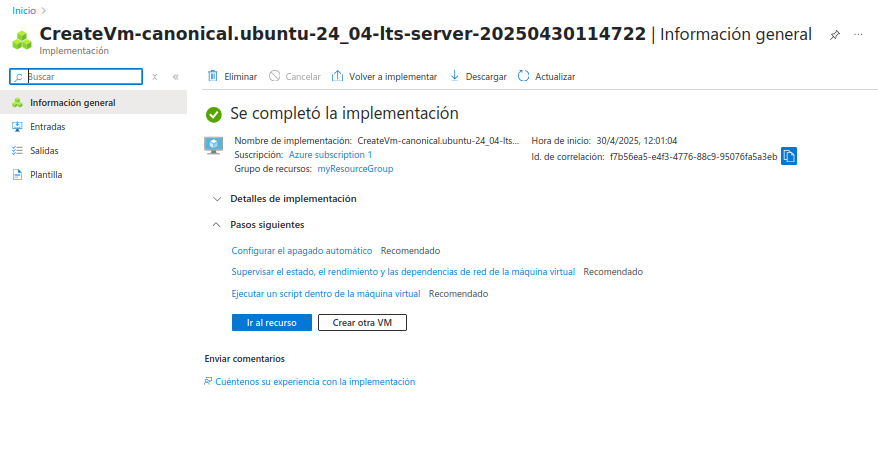 Inicio
CreateVm-canonical.ubuntu-24_04-lts-server-20250430114722 | Información general
Implementación
Buscar
Eliminar Cancelar Volver a implementar Descargar Actualizar
Información general
Entradas
Salidas
Plantilla
Se completó la implementación
Nombre de implementación: CreateVm-canonical.ubuntu-24_04-lts... Hora de inicio: 30/4/2025, 12:01:04
Suscripción: Azure subscription 1 Id. de correlación: f7b56ea5-e4f3-4776-88c9-95076fa5a3eb
Grupo de recursos: myResourceGroup
Detalles de implementación
Pasos siguientes
Configurar el apagado automático Recomendado
Supervisar el estado, el rendimiento y las dependencias de red de la máquina virtual Recomendado
Ejecutar un script dentro de la máquina virtual Recomendado
Ir al recurso Crear otra VM
Enviar comentarios
Cuéntenos su experiencia con la implementación